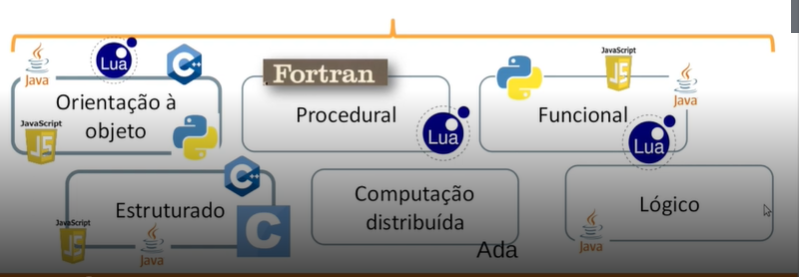 Java
Lua
C++
Orientação à
objeto
JavaScript
JS
Fortran
Procedural
Lua
JavaScript
JS
Java
Funcional
Lua
C++
Estruturado
C
JavaScript
JS
Java
Computação
distribuída
Ada
Lógico
Java